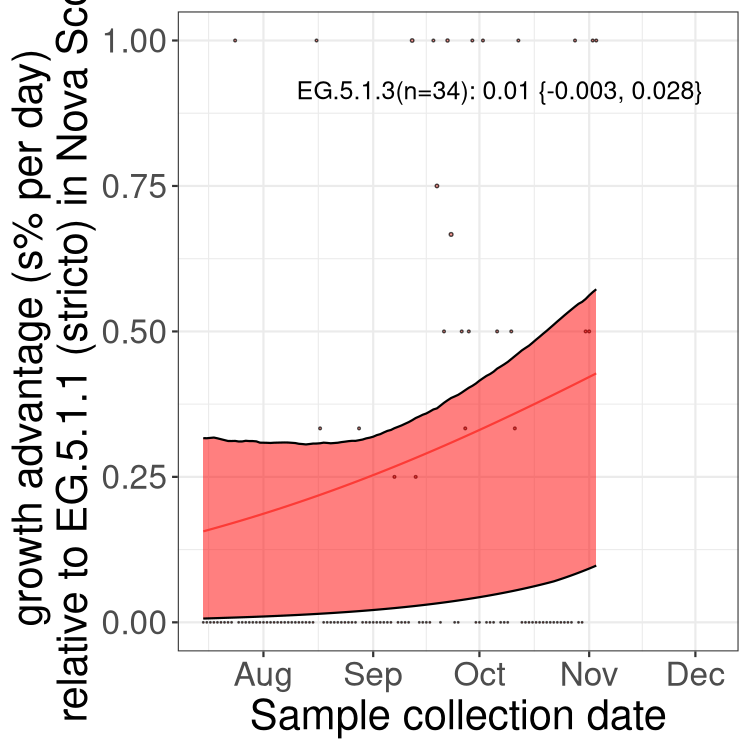 growth advantage (s% per day)
relative to EG.5.1.1 (stricto) in Nova Sco
1.00
0.75
0.50
0.25
0.00
EG.5.1.3(n=34): 0.01 {-0.003, 0.028}
Aug Sep Oct Nov Dec
Sample collection date